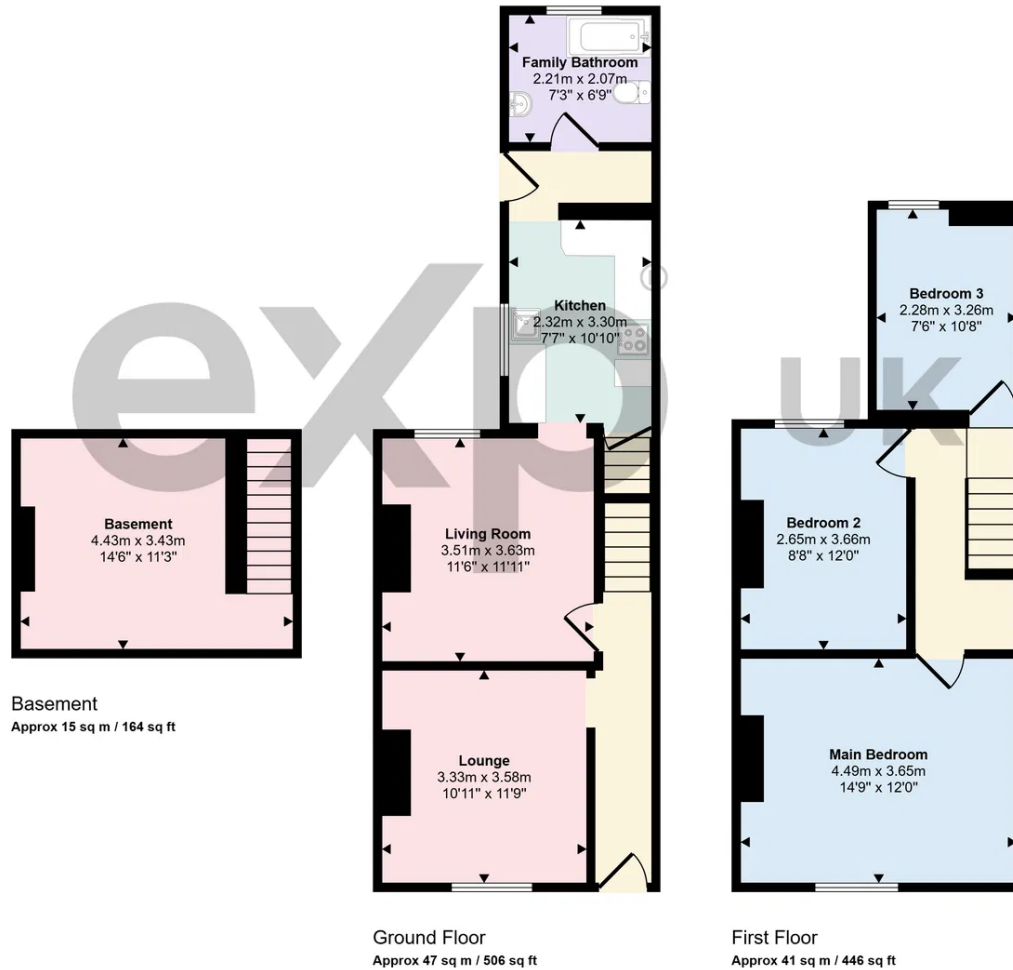 Family Bathroom
2.21m x 2.07m
7'3" x 6'9"
Kitchen
2.32m x 3.30m
7'7" x 10'10"
Bedroom 3
2.28m x 3.26m
7'6" x 10'8"
exp UK
Basement
4.43m x 3.43m
14'6" x 11'3"
Living Room
3.51m x 3.63m
11'6" x 11'11"
Bedroom 2
2.65m x 3.66m
8'8" x 12'0"
Lounge
3.33m x 3.58m
10'11" x 11'9"
Main Bedroom
4.49m x 3.65m
14'9" x 12'0"
Basement
Approx 15 sq m / 164 sq ft
Ground Floor
Approx 47 sq m / 506 sq ft
First Floor
Approx 41 sq m / 446 sq ft